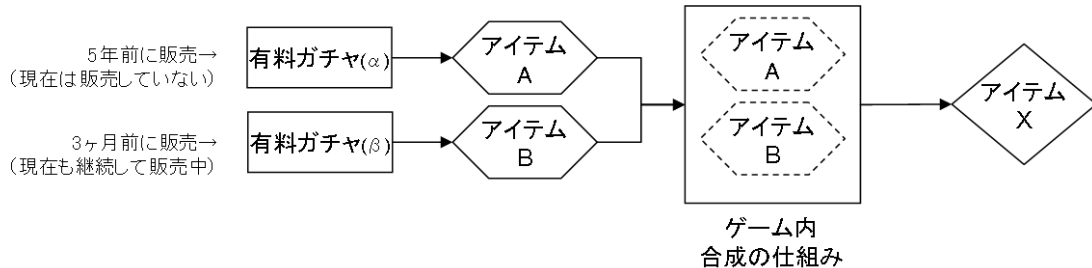 5年前に販売→
（現在は販売していない）
有料ガチャ(α)
アイテム
A
3ヶ月前に販売→
（現在も継続して販売中）
有料ガチャ(β)
アイテム
B
アイテム
A
アイテム
B
ゲーム内
合成の仕組み
アイテム
X